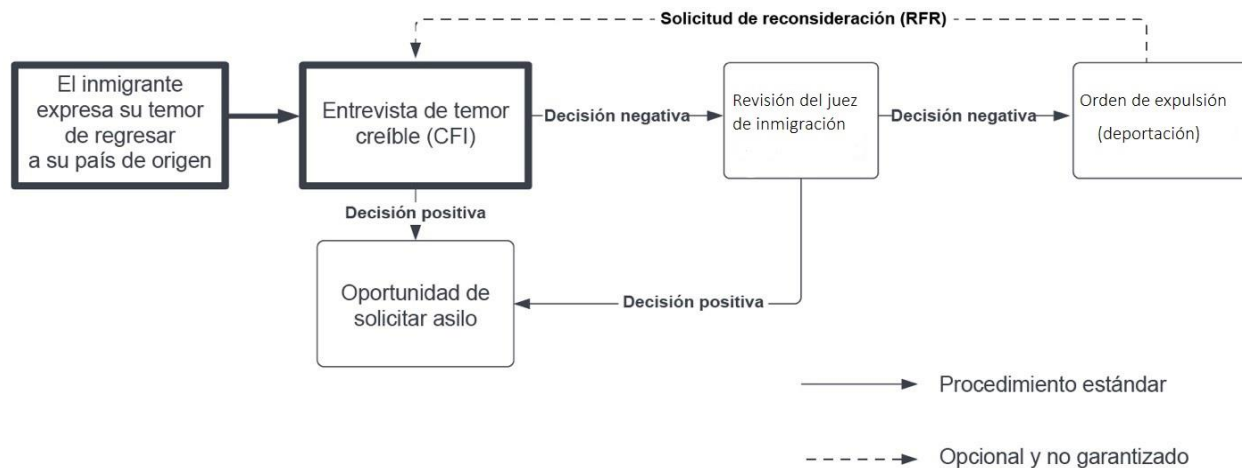 Solicitud de reconsideración (RFR)
El inmigrante
expresa su temor
de regresar
a su país de origen
Entrevista de temor
creíble (CFI)
Decisión negativa
Revisión del juez
de inmigración
Decisión negativa
Orden de expulsión
(deportación)
Decisión positiva
Oportunidad de
solicitar asilo
Decisión positiva
Procedimiento estándar
Opcional y no garantizado